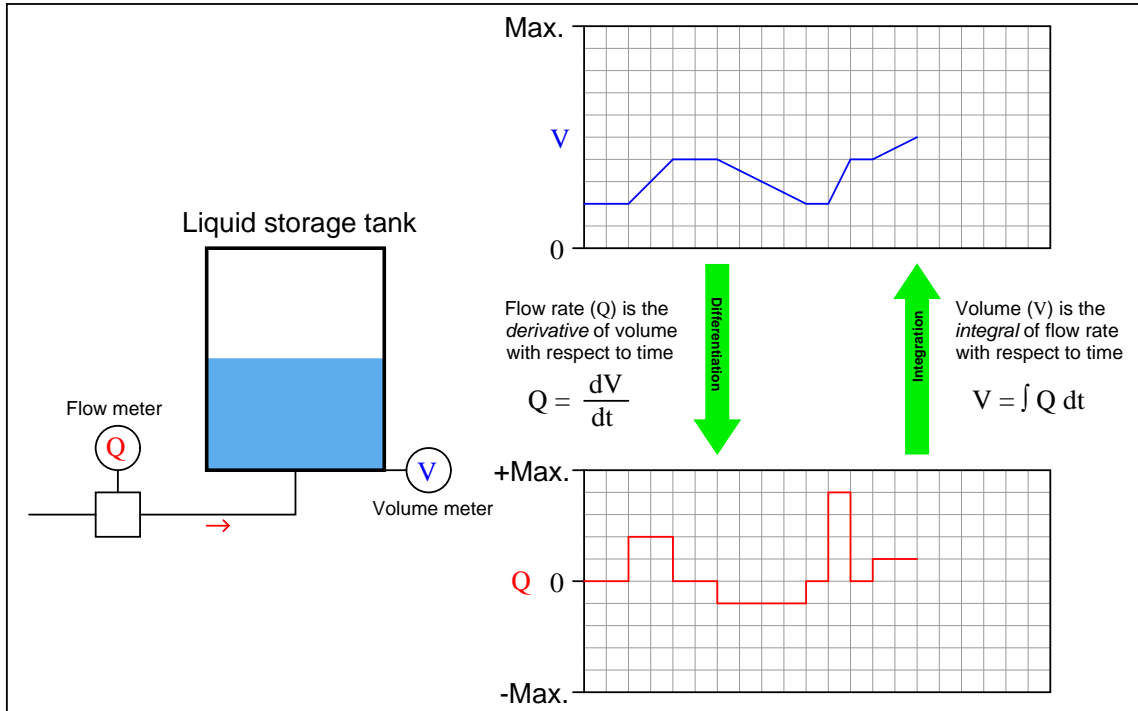 Liquid storage tank
Flow meter
Q
V
Volume meter
Max.
V
0
Flow rate (Q) is the
derivative of volume
with respect to time
Q = dV
dt
Differentiation
Integration
Volume (V) is the
integral of flow rate
with respect to time
V = ∫ Q dt
+Max.
Q 0
-Max.